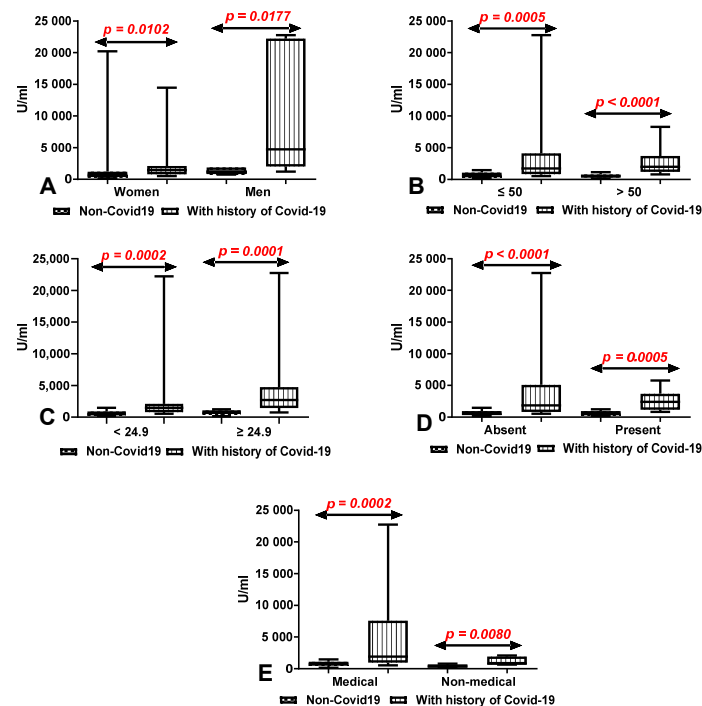 p = 0.0102
p = 0.0177
25 000
20 000
15 000
10 000
5 000
0
U/ml
A
Women
Men
Non-Covid19
With history of Covid-19
p = 0.0005
p < 0.0001
25 000
20 000
15 000
10 000
5 000
0
U/ml
B
≤ 50
> 50
Non-Covid19
With history of Covid-19
p = 0.0002
p = 0.0001
25,000
20,000
15,000
10,000
5,000
0
U/ml
C
< 24.9
≥ 24.9
Non-Covid19
With history of Covid-19
p < 0.0001
p = 0.0005
25 000
20 000
15 000
10 000
5 000
0
U/ml
D
Absent
Present
Non-Covid19
With history of Covid-19
p = 0.0002
p = 0.0080
25 000
20 000
15 000
10 000
5 000
0
U/ml
E
Medical
Non-medical
Non-Covid19
With history of Covid-19